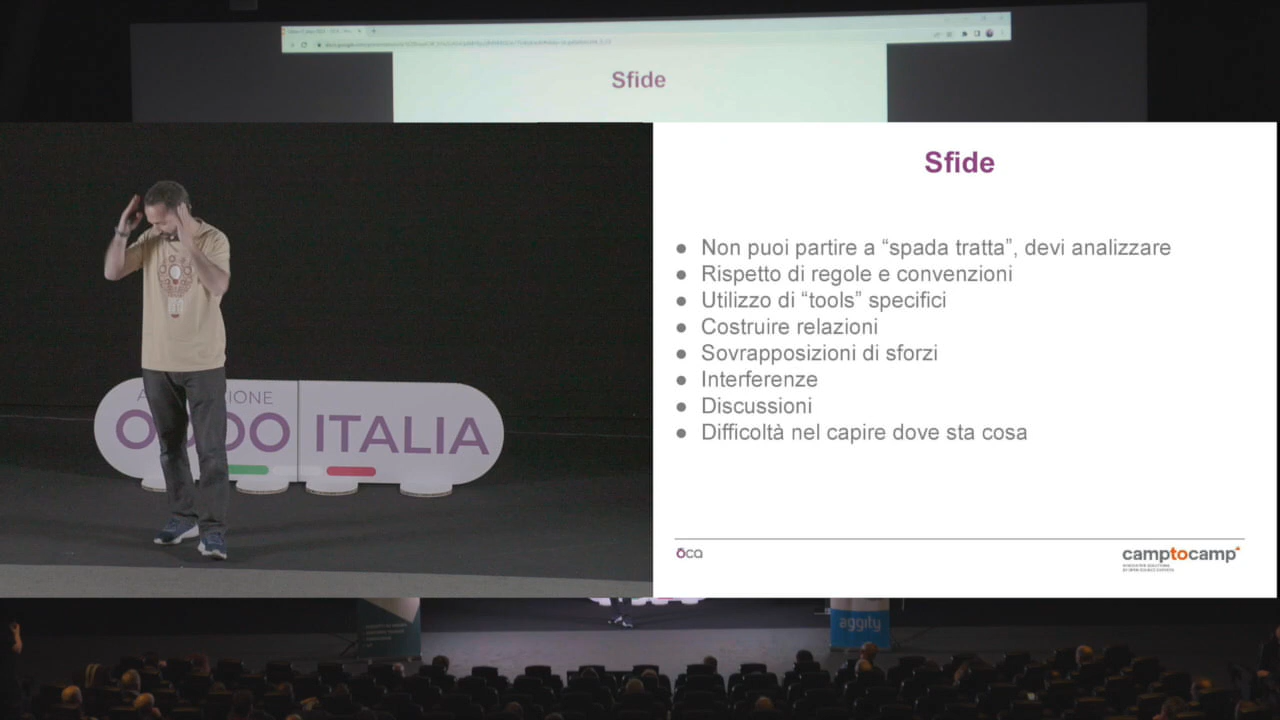 Sfide
Sfide
● Non puoi partire a “spada tratta”, devi analizzare
● Rispetto di regole e convenzioni
● Utilizzo di “tools” specifici
● Costruire relazioni
● Sovrapposizioni di sforzi
● Interferenze
● Discussioni
● Difficoltà nel capire dove sta cosa
IONE
ITALIA
oca
camptocamp
aggity